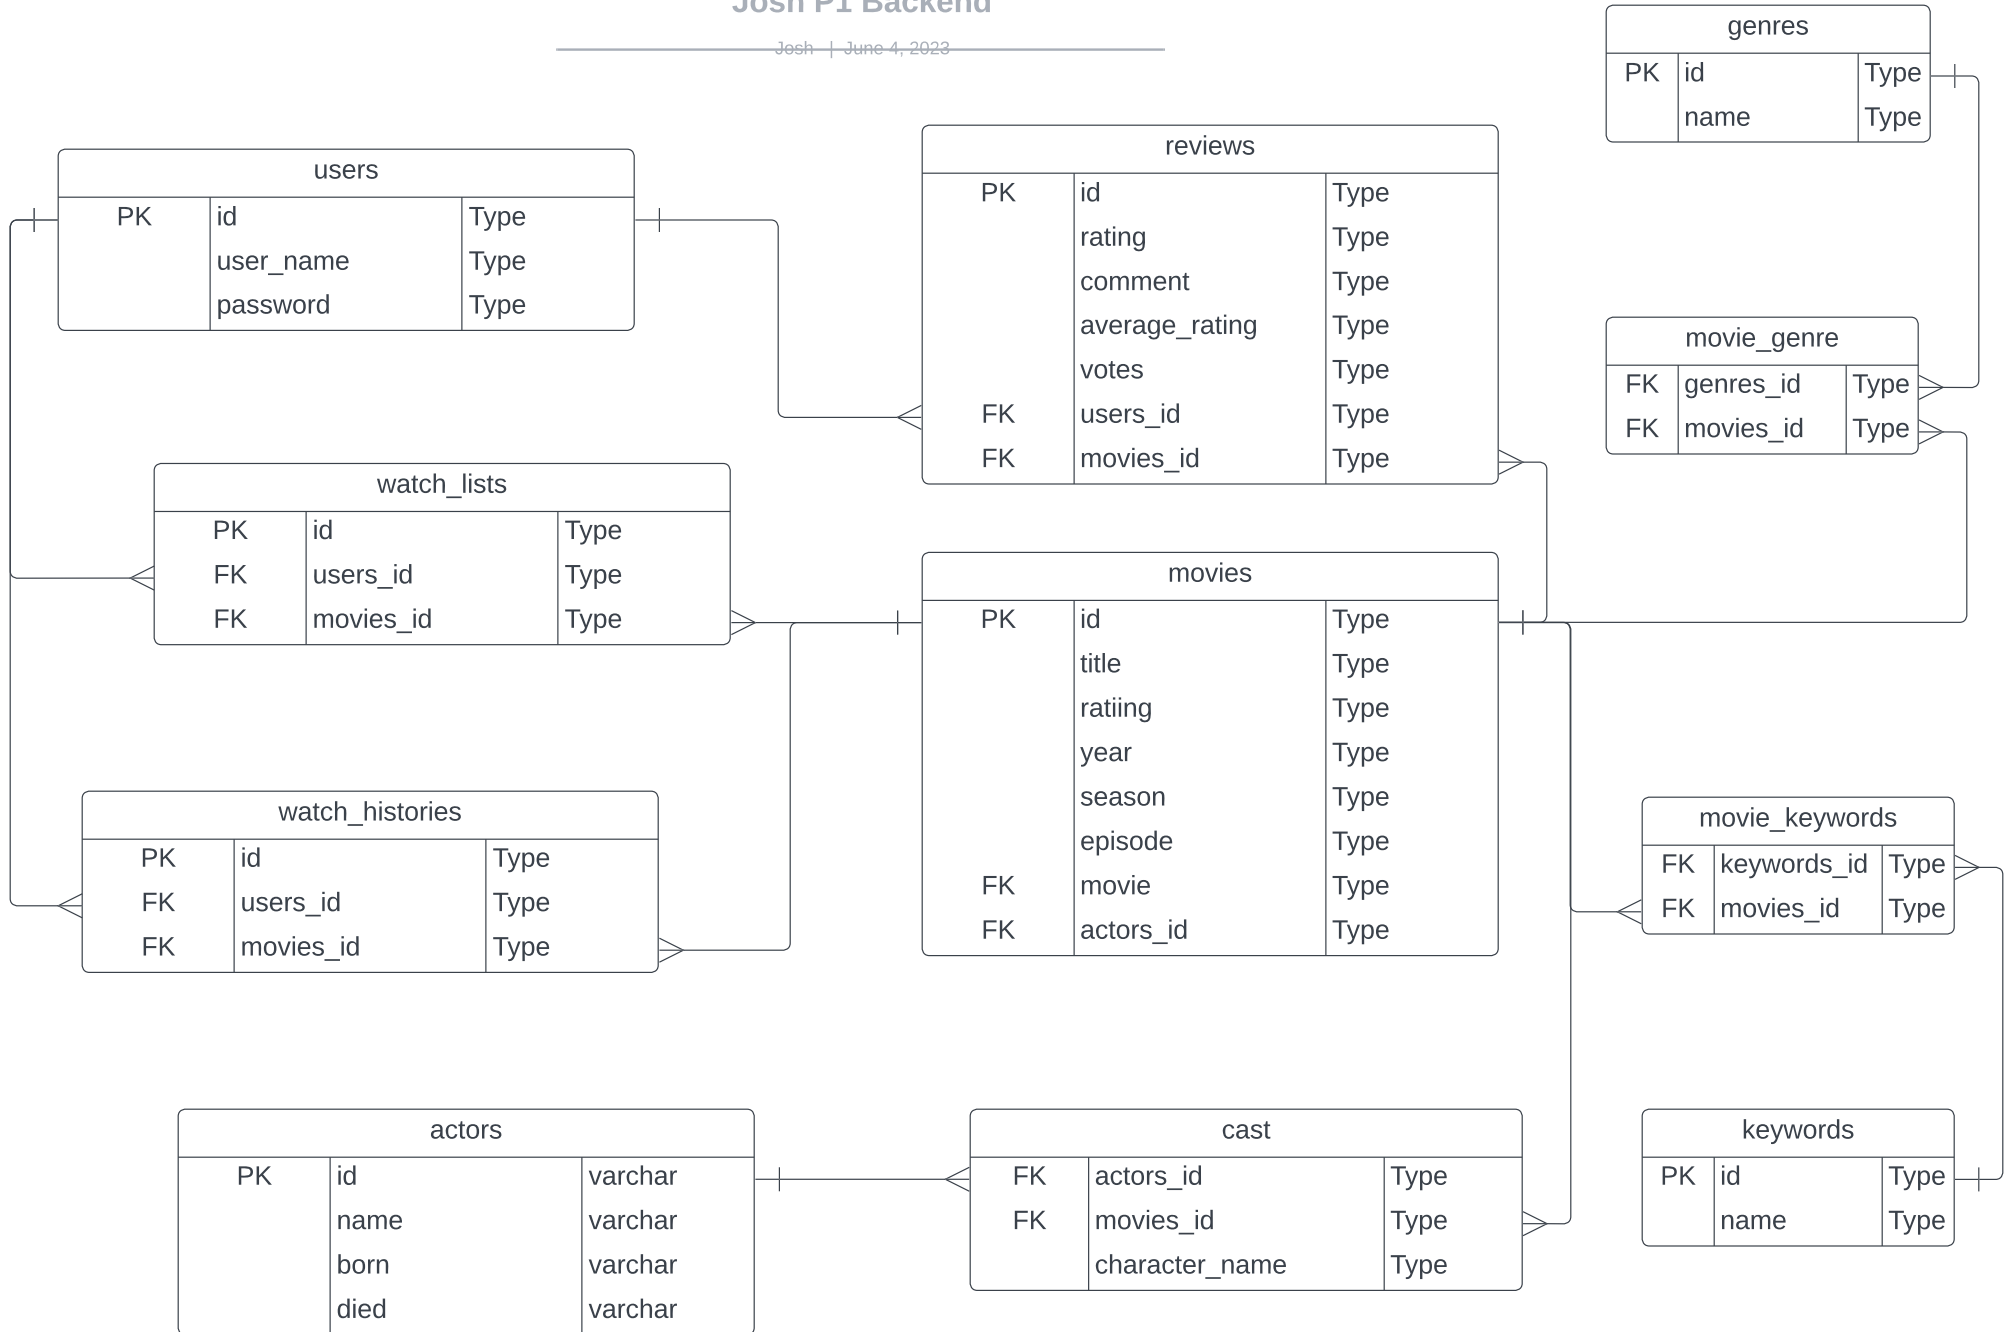 Josh P1 Backend
Josh | June 4, 2023
genres
PK id Type
name Type
users
PK id Type
user_name Type
password Type
reviews
PK id Type
rating Type
comment Type
average_rating Type
votes Type
FK users_id Type
FK movies_id Type
movie_genre
FK genres_id Type
FK movies_id Type
watch_lists
PK id Type
FK users_id Type
FK movies_id Type
movies
PK id Type
title Type
ratiing Type
year Type
season Type
episode Type
FK movie Type
FK actors_id Type
watch_histories
PK id Type
FK users_id Type
FK movies_id Type
movie_keywords
FK keywords_id Type
FK movies_id Type
actors
PK id varchar
name varchar
born varchar
died varchar
cast
FK actors_id Type
FK movies_id Type
character_name Type
keywords
PK id Type
name Type